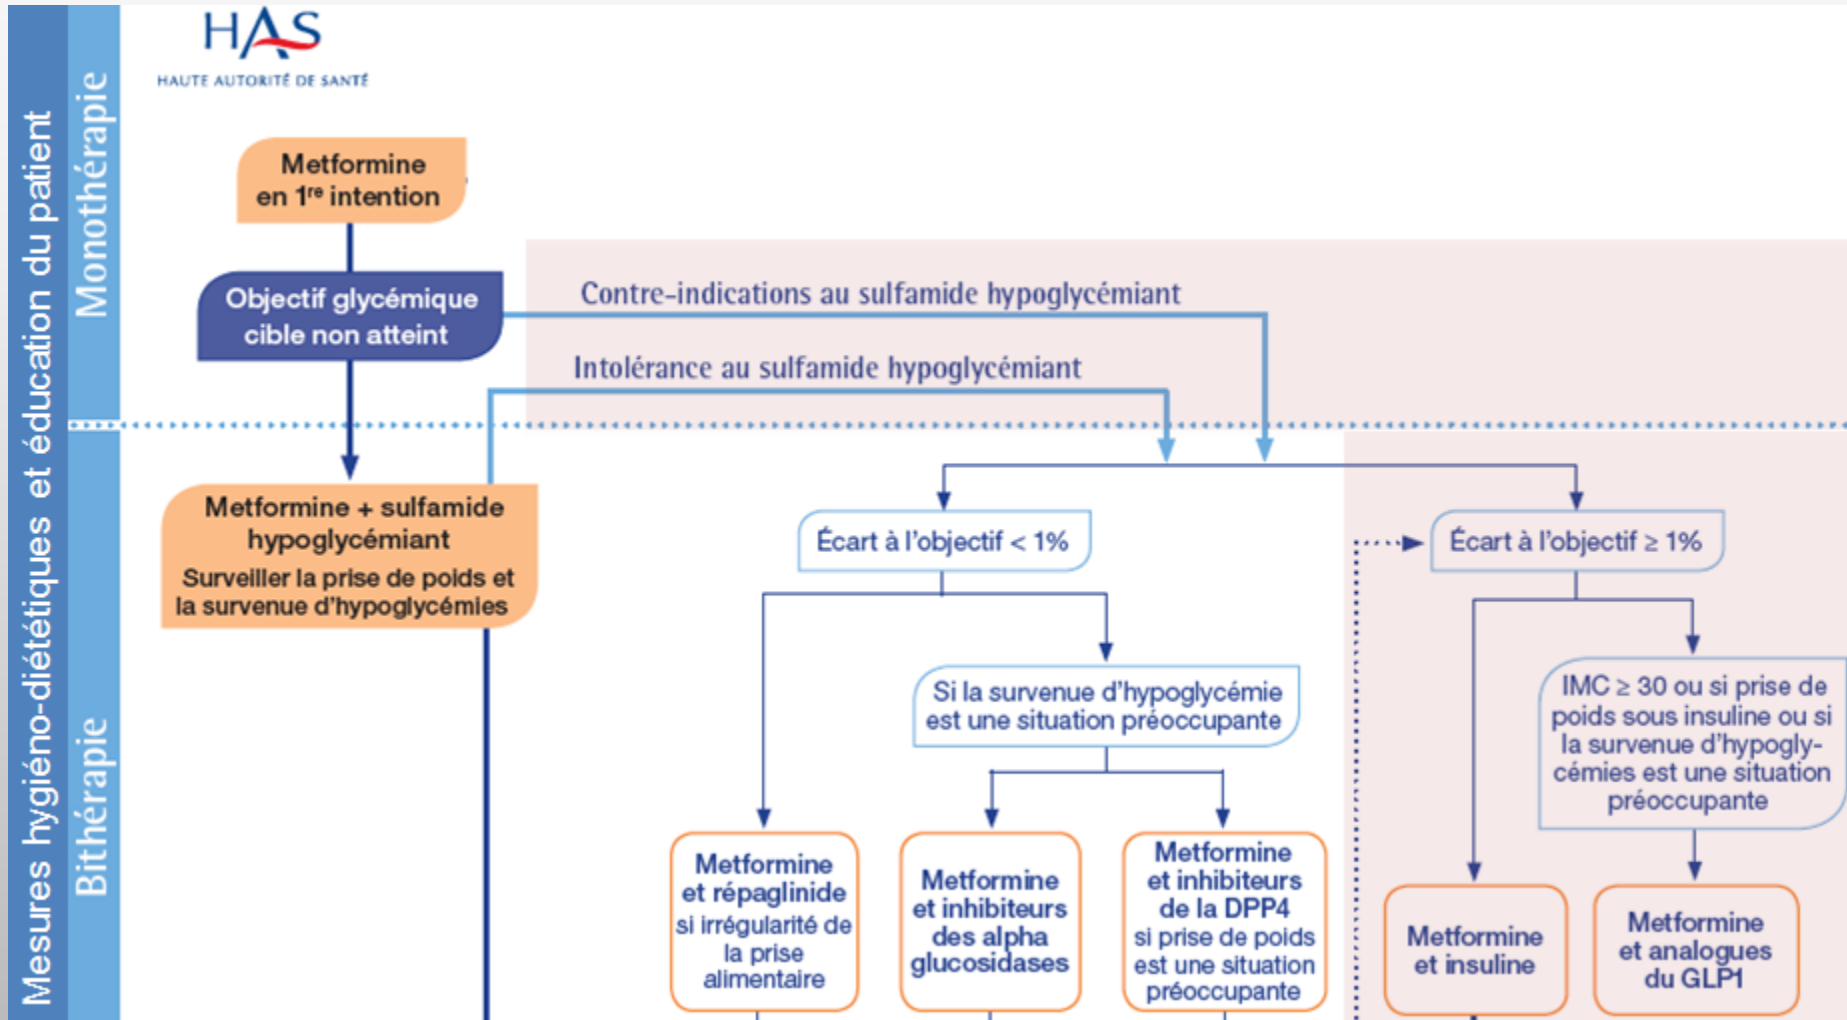 HAS
HAUTE AUTORITÉ DE SANTÉ
Mesures hygiéno-diététiques et éducation du patient
Monothérapie
Metformine
en 1re intention
Objectif glycémique
cible non atteint
Contre-indications au sulfamide hypoglycémiant
Intolérance au sulfamide hypoglycémiant
Bithérapie
Metformine + sulfamide
hypoglycémiant
Surveiller la prise de poids et
la survenue d'hypoglycémies
Écart à l'objectif < 1%
Écart à l'objectif ≥ 1%
Si la survenue d'hypoglycémie
est une situation préoccupante
IMC ≥ 30 ou si prise de
poids sous insuline ou si
la survenue d'hypogly-
cémies est une situation
préoccupante
Metformine
et répaglinide
si irrégularité de
la prise
alimentaire
Metformine
et inhibiteurs
des alpha
glucosidases
Metformine
et inhibiteurs
de la DPP4
si prise de poids
est une situation
préoccupante
Metformine
et insuline
Metformine
et analogues
du GLP1